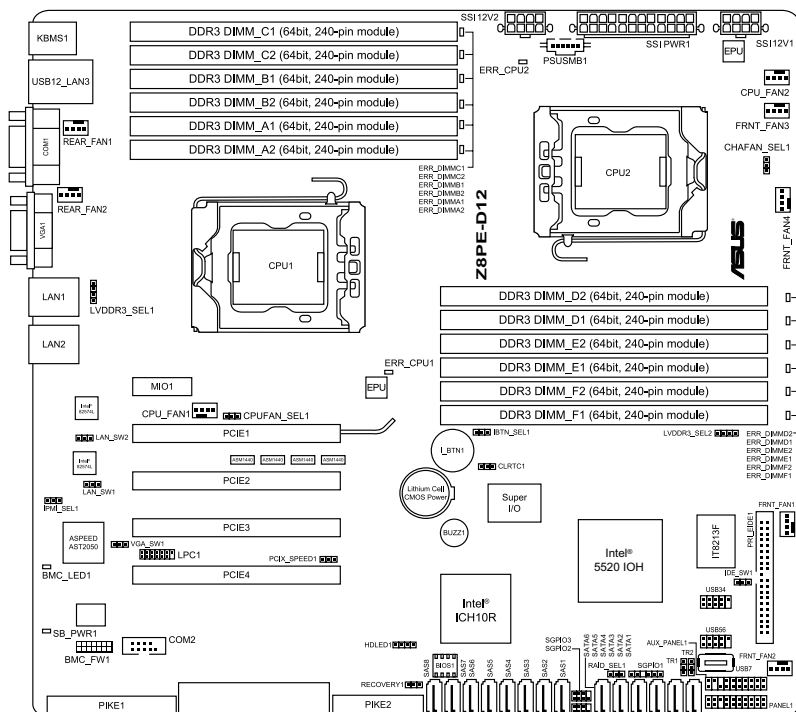 KBMS1
USB12_LAN3
COM1
REAR_FAN1
VGA1
REAR_FAN2
LAN1
LVDDR3_SEL1
LAN2
DDR3 DIMM_C1 (64bit, 240-pin module)
DDR3 DIMM_C2 (64bit, 240-pin module)
DDR3 DIMM_B1 (64bit, 240-pin module)
DDR3 DIMM_B2 (64bit, 240-pin module)
DDR3 DIMM_A1 (64bit, 240-pin module)
DDR3 DIMM_A2 (64bit, 240-pin module)
ERR_DIMMC1
ERR_DIMMC2
ERR_DIMMB1
ERR_DIMMB2
ERR_DIMMA1
ERR_DIMMA2
SSI12V2
PSUSMB1
SSIPWR1
EPU
SSI12V1
ERR_CPU2
CPU_FAN2
FRNT_FAN3
CHAFAN_SEL1
FRNT_FAN4
CPU1
CPU2
Z8PE-D12
ASUS
DDR3 DIMM_D2 (64bit, 240-pin module)
DDR3 DIMM_D1 (64bit, 240-pin module)
DDR3 DIMM_E2 (64bit, 240-pin module)
DDR3 DIMM_E1 (64bit, 240-pin module)
DDR3 DIMM_F2 (64bit, 240-pin module)
DDR3 DIMM_F1 (64bit, 240-pin module)
ERR_CPU1
EPU
MIO1
CPU_FAN1
CPUFAN_SEL1
Intel®
82574L
LAN_SW2
Intel®
82574L
LAN_SW1
IPMI_SEL1
PCIE1
ASM1440 ASM1440 ASM1440 ASM1440
PCIE2
PCIE3
PCIE4
IBTN_SEL1
LVDDR3_SEL2
ERR_DIMMD2
ERR_DIMMD1
ERR_DIMME2
ERR_DIMME1
ERR_DIMMF2
ERR_DIMMF1
I_BTN1
CLRTC1
Lithium Cell
CMOS Power
Super
I/O
BUZZ1
FRNT_FAN1
PRI_EIDE1
IT8213F
IDE_SW1
Intel®
5520 IOH
ASPEED
AST2050
VGA_SW1
LPC1
PCIX_SPEED1
BMC_LED1
SB_PWR1
BMC_FW1
COM2
Intel®
ICH10R
USB34
USB56
HDLED1
RECOVERY1
BIOS1
SAS8
SAS7
SAS6
SAS5
SAS4
SAS3
SAS2
SAS1
SGPIO3
SGPIO2
SATA6
SATA5
SATA4
SATA3
SATA2
SATA1
RAID_SEL1
SGPIO1
AUX_PANEL1
TR2
TR1
USB7
FRNT_FAN2
PANEL1
PIKE1
PIKE2